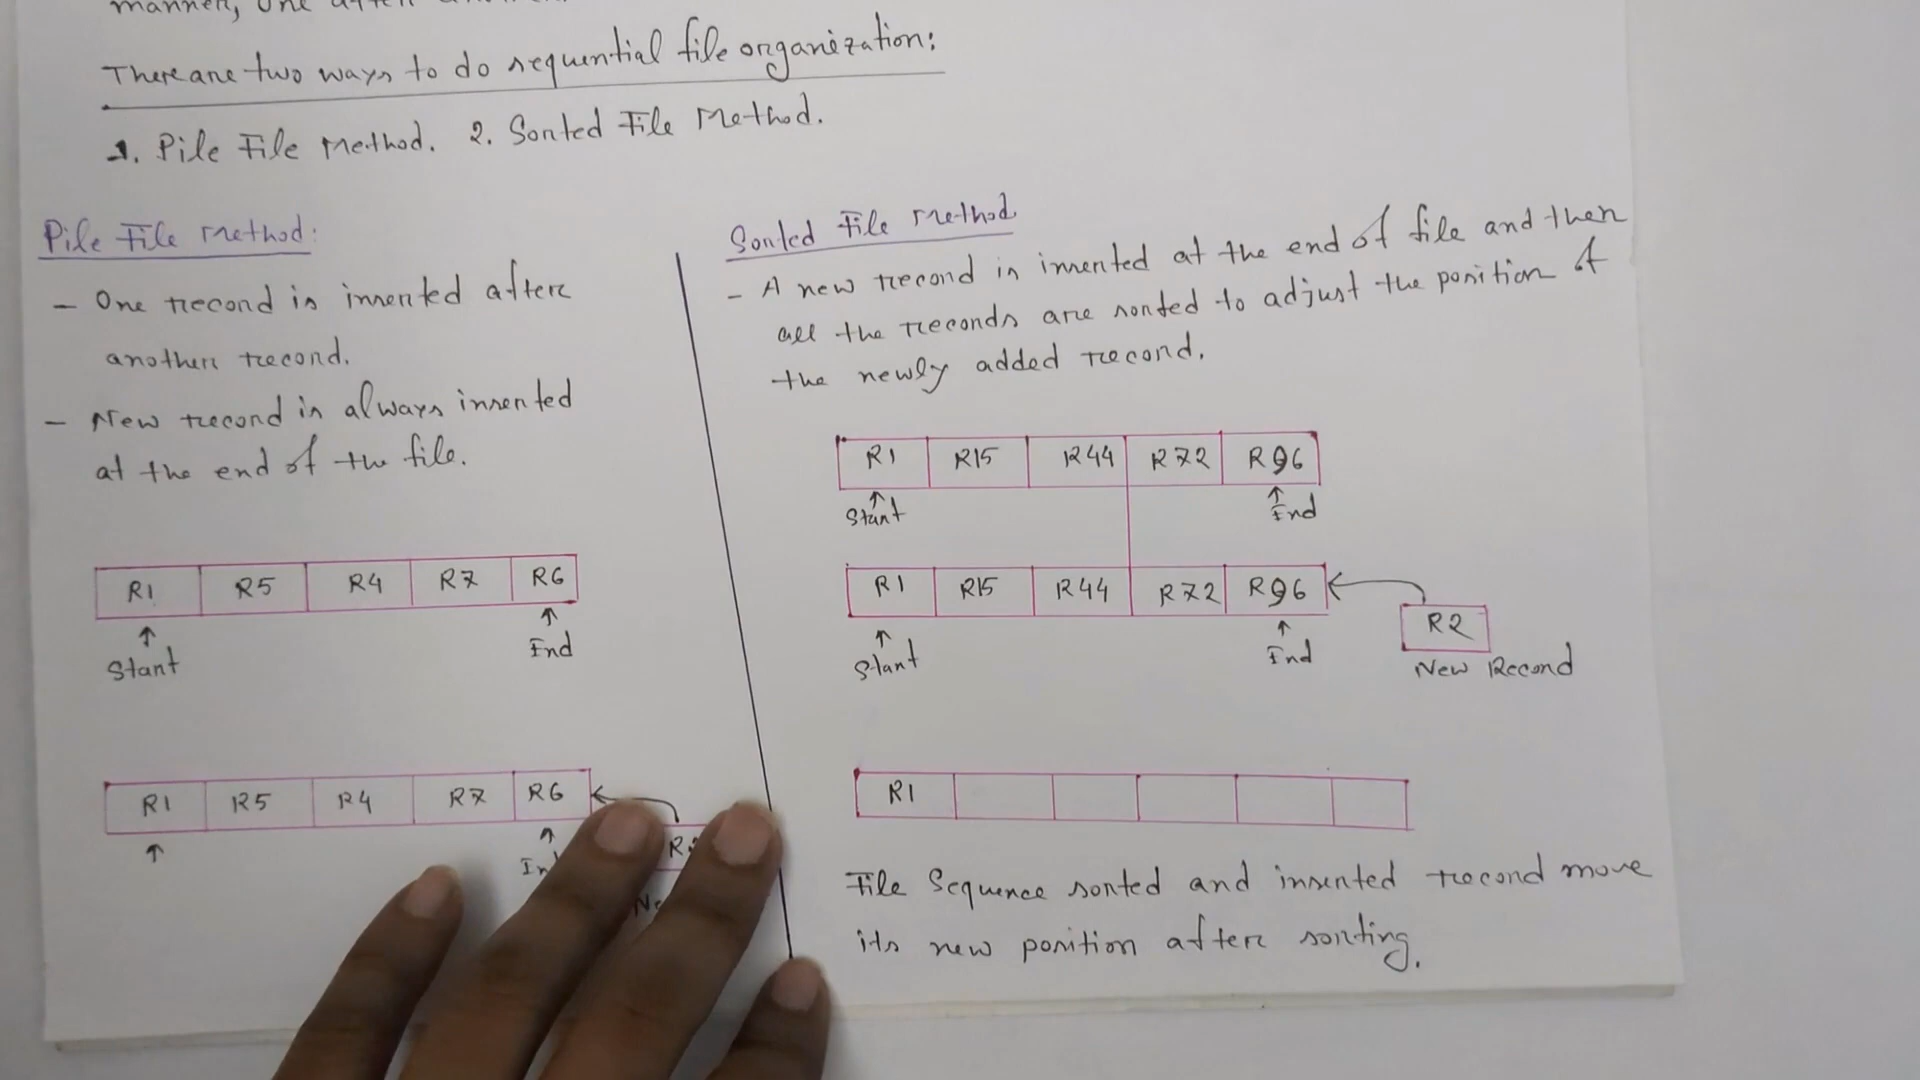 manner, one after
There are two ways to do sequential file organization:
1. Pile File Method. 2. Sorted File Method.
Pile File Method:
- One record is inserted after
another record.
- New record is always inserted
at the end of the file.
R1 R5 R4 R7 R6
Start End
R1 R5 R4 R7 R6
Sorted File Method
- A new record is inserted at the end of file and then
all the records are sorted to adjust the position of
the newly added record.
R1 R15 R44 R72 R96
Start End
R1 R15 R44 R72 R96
R2
Start End New Record
R1
File Sequence sorted and inserted record move
its new position after sorting.